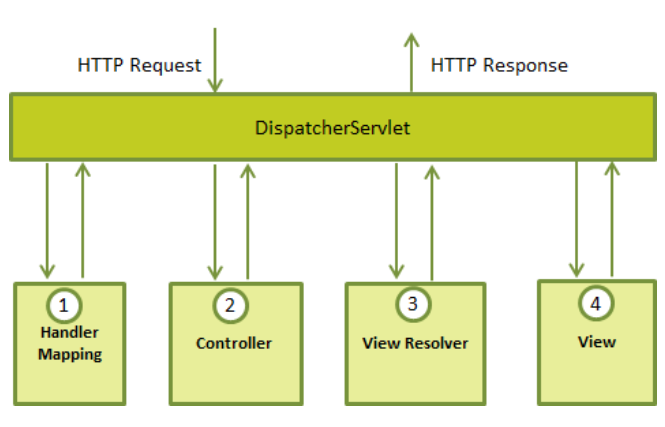 HTTP Request
HTTP Response
DispatcherServlet
1
Handler
Mapping
2
Controller
3
View Resolver
4
View